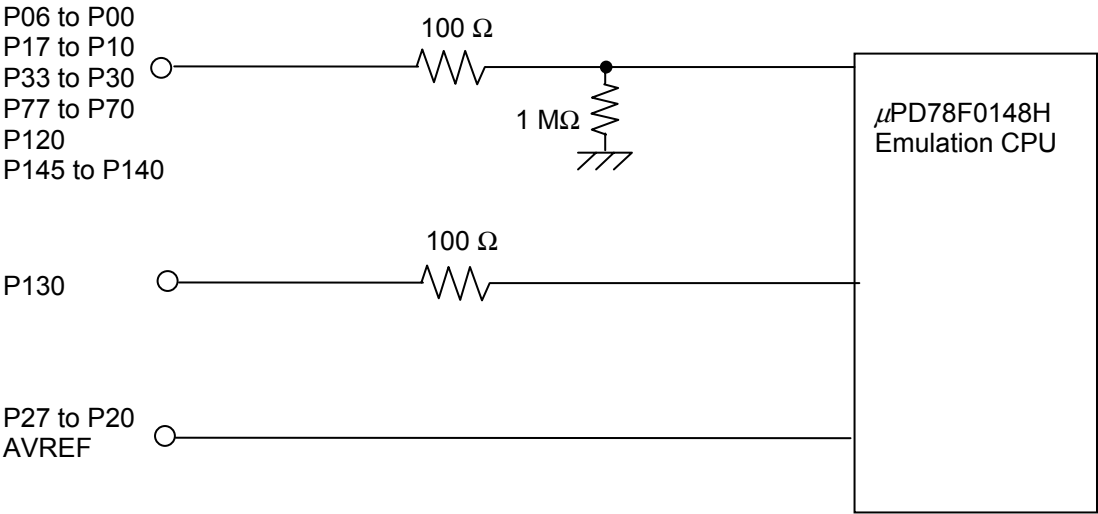 P06 to P00
P17 to P10
P33 to P30
P77 to P70
P120
P145 to P140
100 Ω
1 MΩ
μPD78F0148H
Emulation CPU
P130
100 Ω
P27 to P20
AVREF